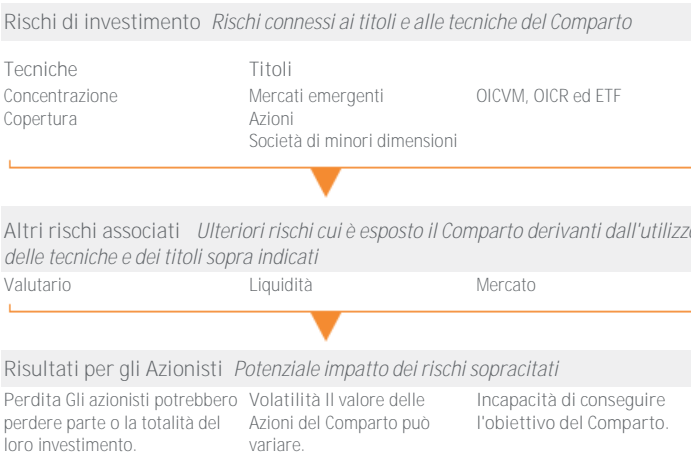 Rischi di investimento Rischi connessi ai titoli e alle tecniche del Comparto
Tecniche
Concentrazione
Copertura
Titoli
Mercati emergenti
Azioni
Società di minori dimensioni
OICVM, OICR ed ETF
Altri rischi associati Ulteriori rischi cui è esposto il Comparto derivanti dall'utilizzo
delle tecniche e dei titoli sopra indicati
Valutario
Liquidità
Mercato
Risultati per gli Azionisti Potenziale impatto dei rischi sopracitati
Perdita Gli azionisti potrebbero
perdere parte o la totalità del
loro investimento.
Volatilità Il valore delle
Azioni del Comparto può
variare.
Incapacità di conseguire
l'obiettivo del Comparto.